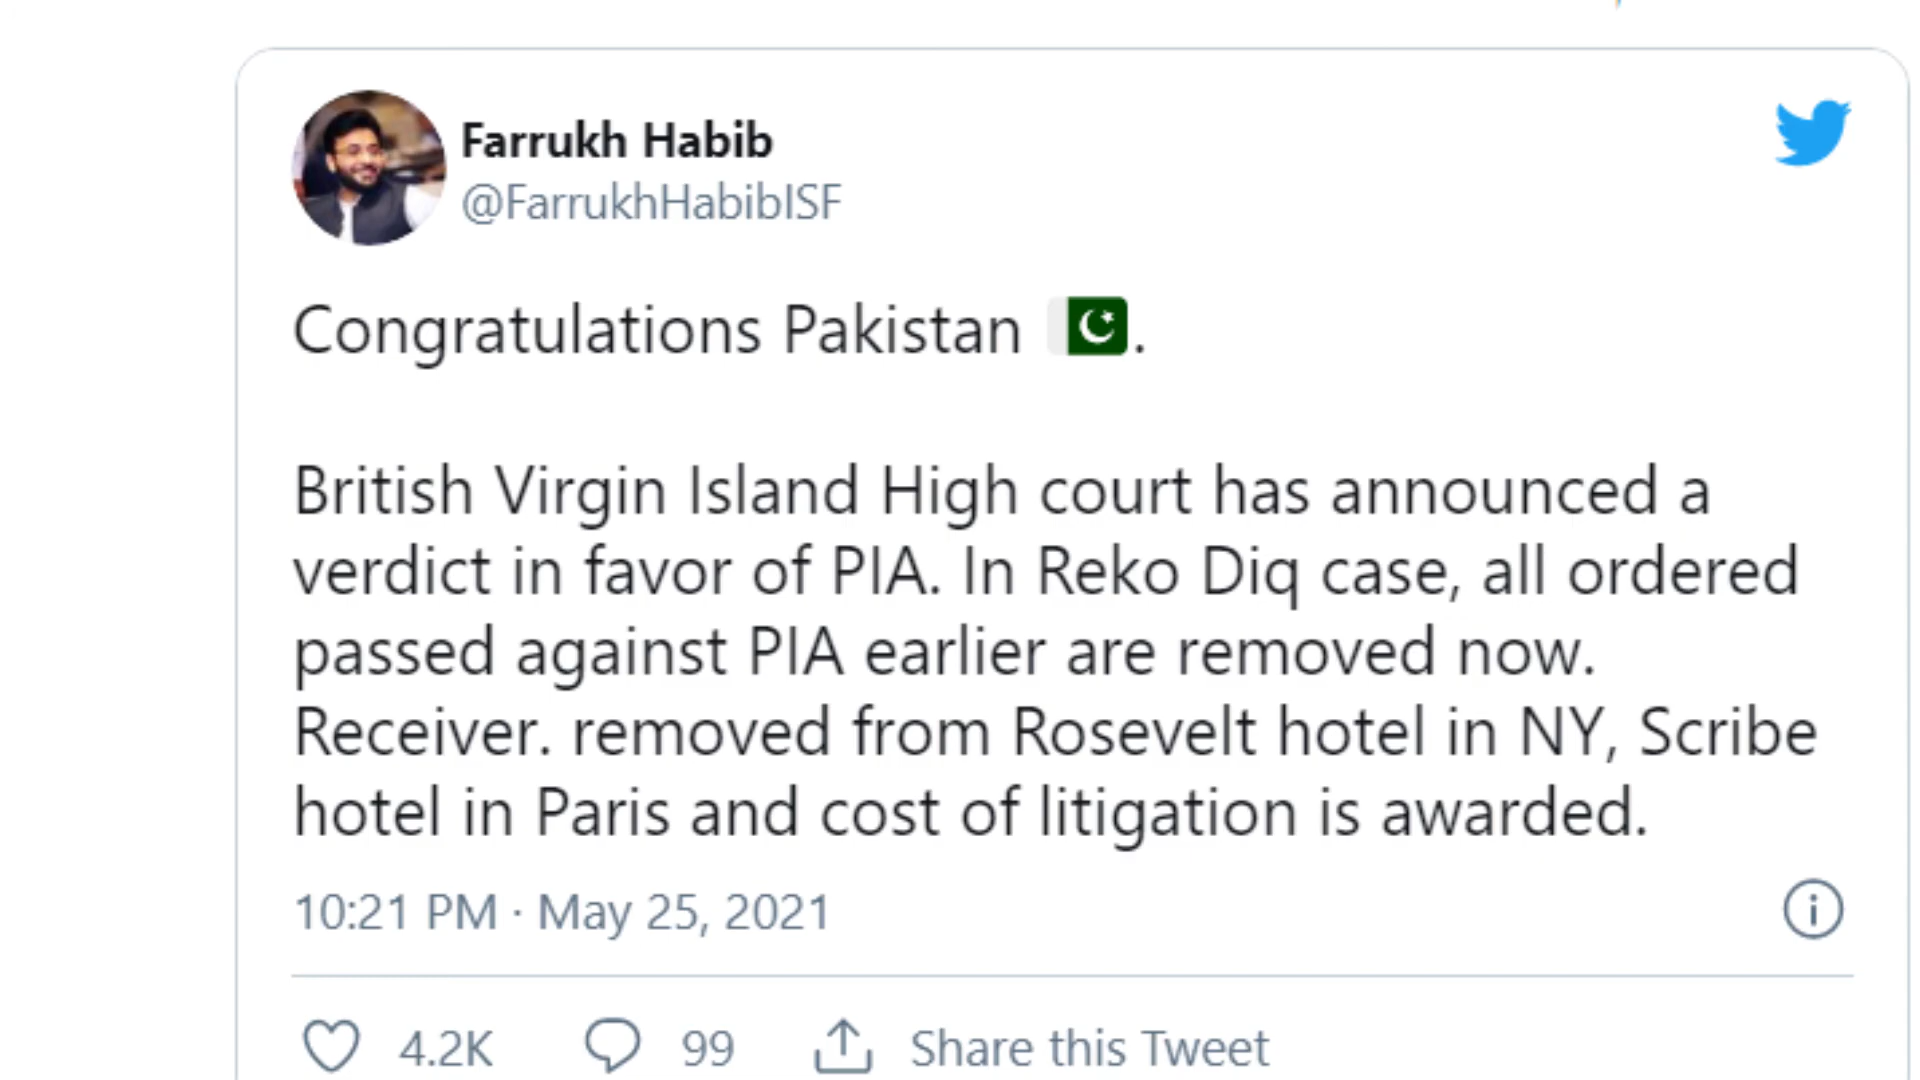 Farrukh Habib
@FarrukhHabibISF
Congratulations Pakistan 🇵🇰.
British Virgin Island High court has announced a
verdict in favor of PIA. In Reko Diq case, all ordered
passed against PIA earlier are removed now.
Receiver. removed from Rosevelt hotel in NY, Scribe
hotel in Paris and cost of litigation is awarded.
10:21 PM · May 25, 2021
4.2K 99 Share this Tweet